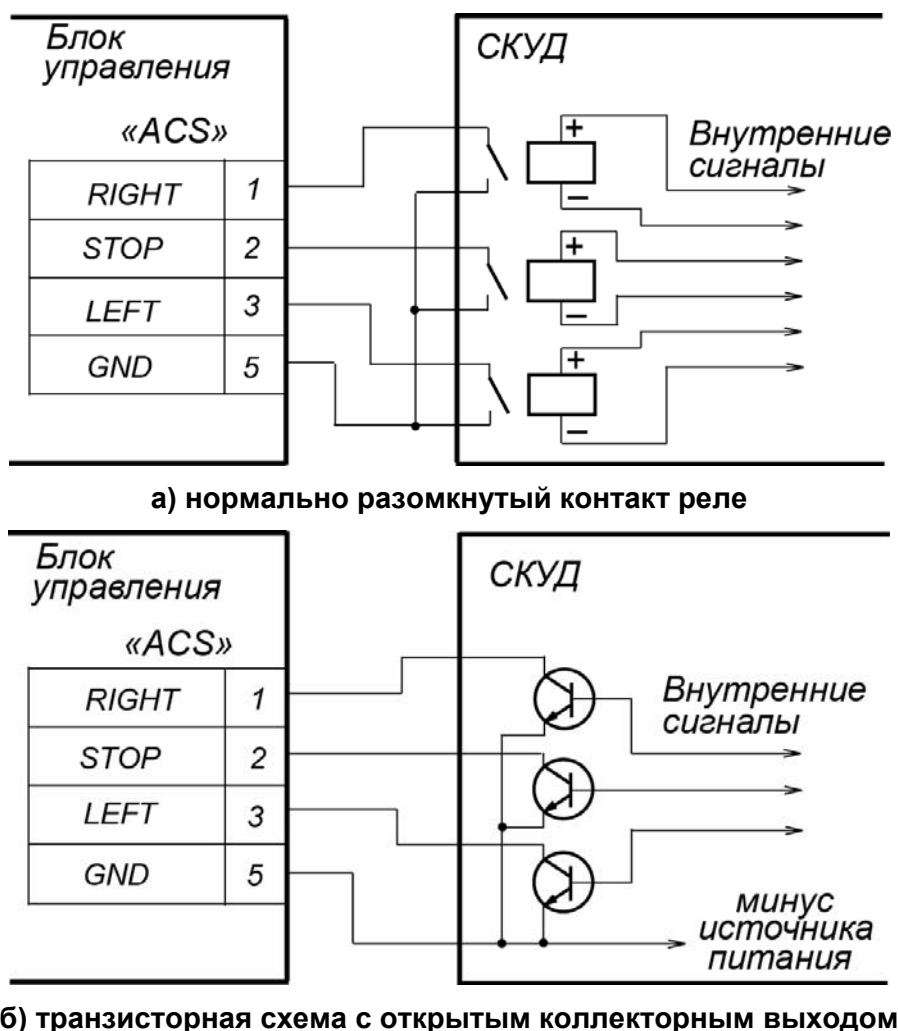 Блок
управления
«ACS»
RIGHT 1
STOP 2
LEFT 3
GND 5
СКУД
+
−
+
−
+
−
Внутренние
сигналы
а) нормально разомкнутый контакт реле
Блок
управления
«ACS»
RIGHT 1
STOP 2
LEFT 3
GND 5
СКУД
Внутренние
сигналы
минус
источника
питания
б) транзисторная схема с открытым коллекторным выходом